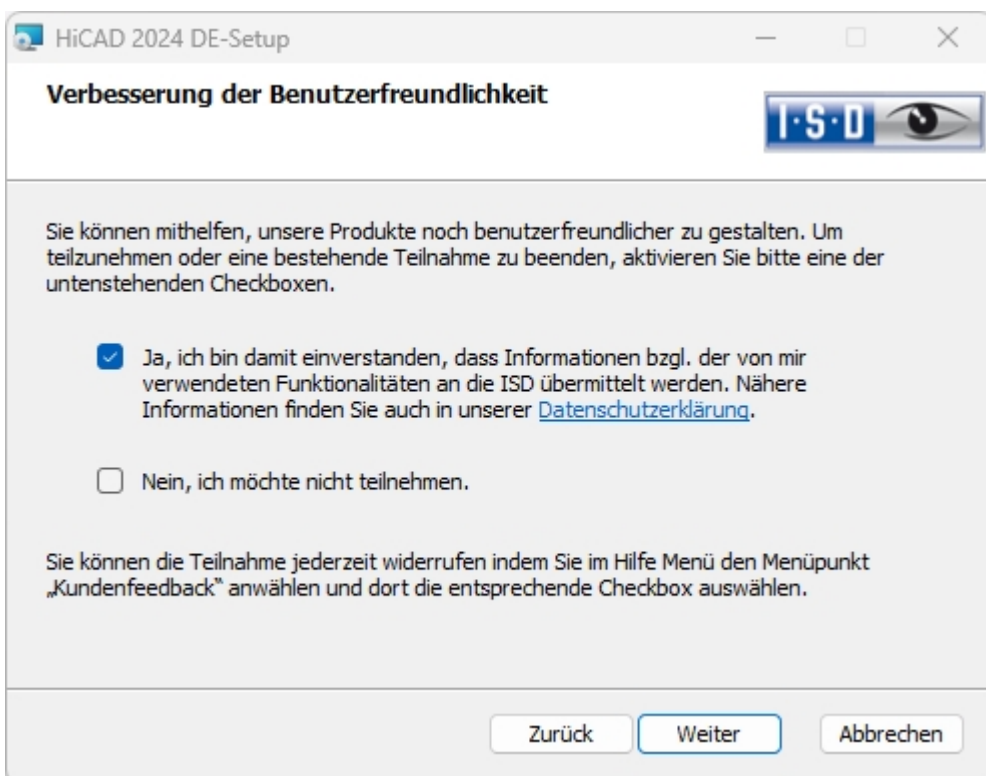 HiCAD 2024 DE-Setup
Verbesserung der Benutzerfreundlichkeit
I·S·D
Sie können mithelfen, unsere Produkte noch benutzerfreundlicher zu gestalten. Um
teilzunehmen oder eine bestehende Teilnahme zu beenden, aktivieren Sie bitte eine der
untenstehenden Checkboxen.
Ja, ich bin damit einverstanden, dass Informationen bzgl. der von mir
verwendeten Funktionalitäten an die ISD übermittelt werden. Nähere
Informationen finden Sie auch in unserer Datenschutzerklärung.
Nein, ich möchte nicht teilnehmen.
Sie können die Teilnahme jederzeit widerrufen indem Sie im Hilfe Menü den Menüpunkt
„Kundenfeedback“ anwählen und dort die entsprechende Checkbox auswählen.
Zurück Weiter Abbrechen